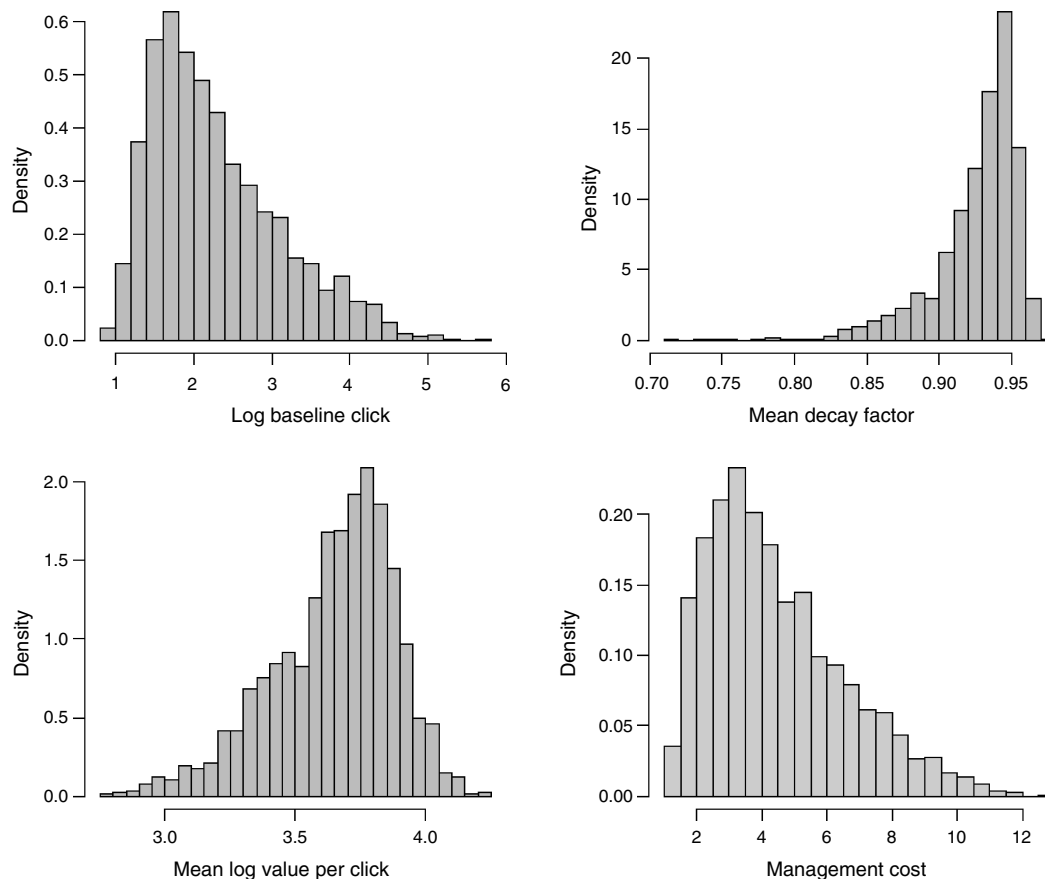 Density
0.6
0.5
0.4
0.3
0.2
0.1
0.0
1 2 3 4 5 6
Log baseline click
Density
20
15
10
5
0
0.70 0.75 0.80 0.85 0.90 0.95
Mean decay factor
Density
2.0
1.5
1.0
0.5
0.0
3.0 3.5 4.0
Mean log value per click
Density
0.20
0.15
0.10
0.05
0.00
2 4 6 8 10 12
Management cost